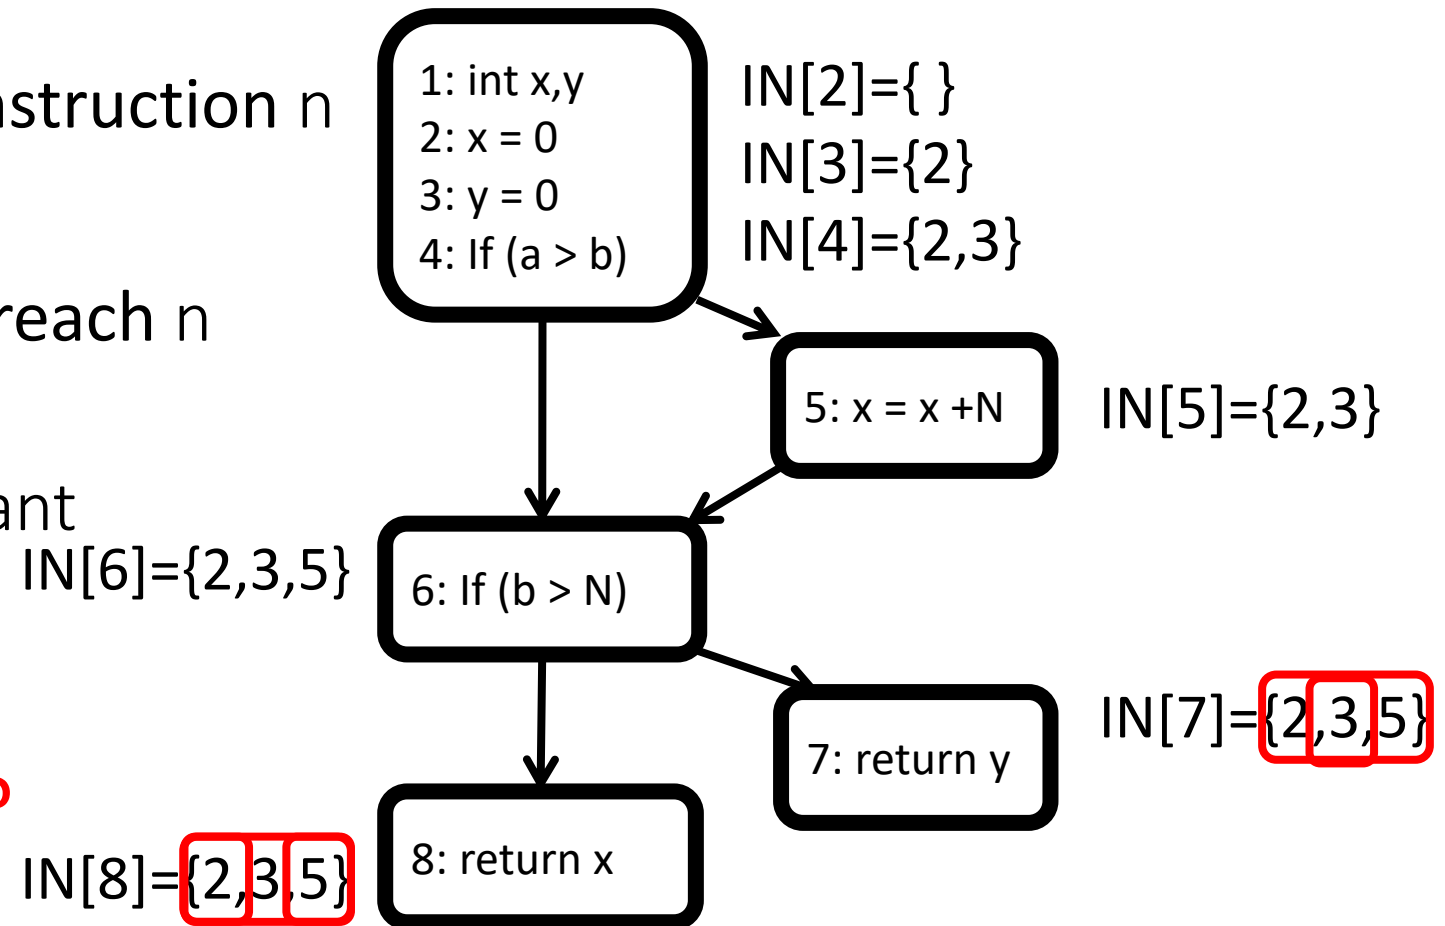 nstruction n
reach n
ant
IN[6]={2,3,5}
IN[8]={2,3,5}
1: int x,y
2: x = 0
3: y = 0
4: If (a > b)
IN[2]={ }
IN[3]={2}
IN[4]={2,3}
5: x = x +N
IN[5]={2,3}
6: If (b > N)
7: return y
IN[7]={2,3,5}
8: return x